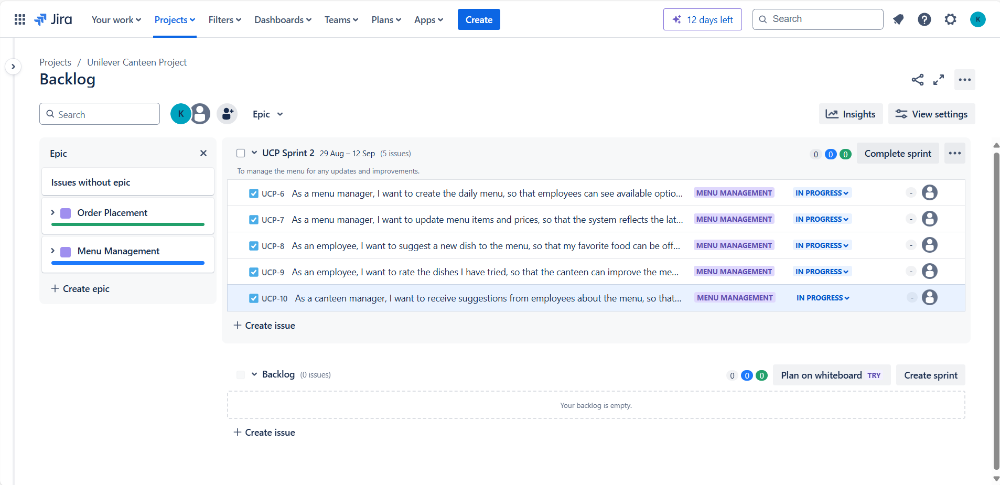 Jira
Your work
Projects
Filters
Dashboards
Teams
Plans
Apps
Create
12 days left
Search
K
Projects / Unilever Canteen Project
Backlog
Search
K
Epic
Insights
View settings
Epic
Issues without epic
Order Placement
Menu Management
Create epic
UCP Sprint 2 29 Aug – 12 Sep (5 issues)
0 0 0
Complete sprint
To manage the menu for any updates and improvements.
UCP-6 As a menu manager, I want to create the daily menu, so that employees can see available optio... MENU MANAGEMENT IN PROGRESS -
UCP-7 As a menu manager, I want to update menu items and prices, so that the system reflects the lat... MENU MANAGEMENT IN PROGRESS -
UCP-8 As an employee, I want to suggest a new dish to the menu, so that my favorite food can be off... MENU MANAGEMENT IN PROGRESS -
UCP-9 As an employee, I want to rate the dishes I have tried, so that the canteen can improve the me... MENU MANAGEMENT IN PROGRESS -
UCP-10 As a canteen manager, I want to receive suggestions from employees about the menu, so that... MENU MANAGEMENT IN PROGRESS -
Create issue
Backlog (0 issues)
0 0 0
Plan on whiteboard TRY
Create sprint
Your backlog is empty.
Create issue